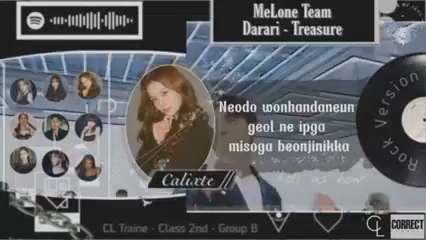 MeLone Team
Darari - Treasure
Neodo wonhandaneun
geol ne ipga
misoga beonjinikka
Calixte
Rock Version
CL Traine - Class 2nd - Group B
CL
CORRECT